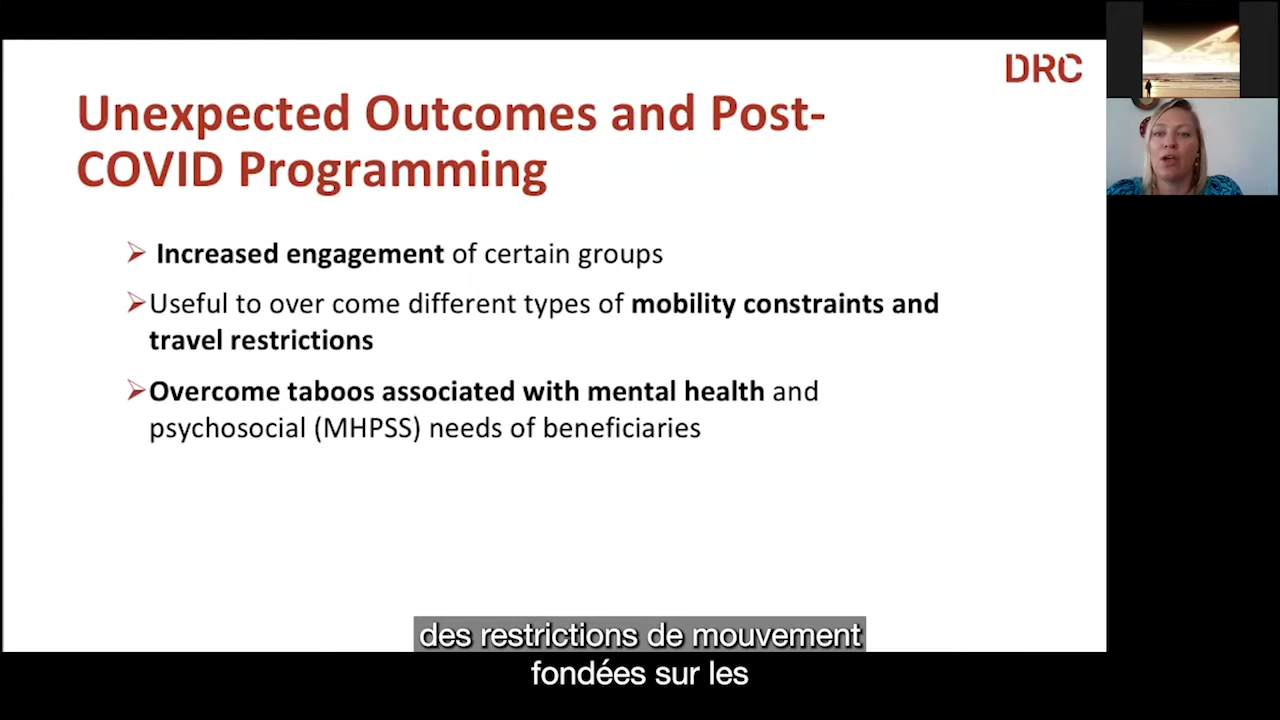 DRC
Unexpected Outcomes and Post-
COVID Programming
Increased engagement of certain groups
Useful to over come different types of mobility constraints and
travel restrictions
Overcome taboos associated with mental health and
psychosocial (MHPSS) needs of beneficiaries
des restrictions de mouvement
fondées sur les